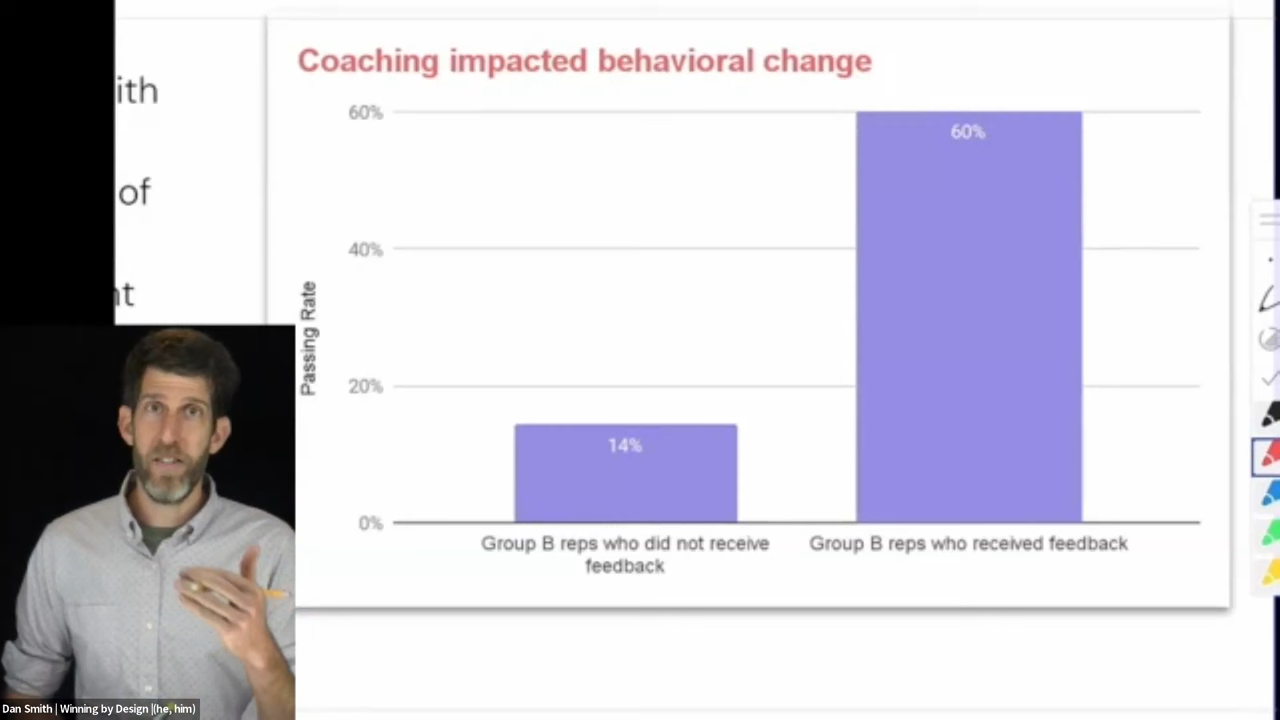 Coaching impacted behavioral change
ith
of
nt
60%
40%
20%
0%
Passing Rate
14%
60%
Group B reps who did not receive
feedback
Group B reps who received feedback
Dan Smith | Winning by Design |(he, him)